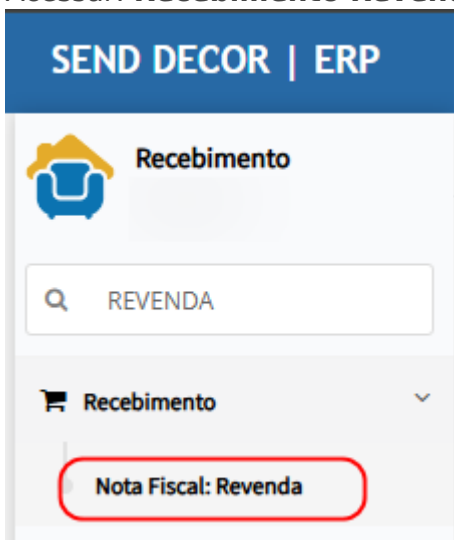 SEND DECOR | ERP
Recebimento
REVENDA
Recebimento
Nota Fiscal: Revenda